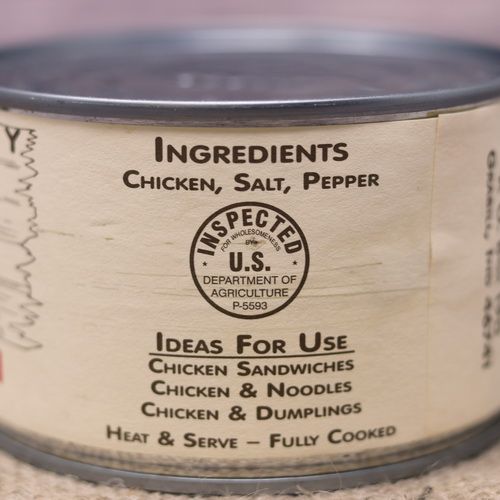 Y
INGREDIENTS
CHICKEN, SALT, PEPPER
INSPECTED
FOR WHOLESOMENESS
BY
U.S.
DEPARTMENT OF
AGRICULTURE
P-5593
IDEAS FOR USE
CHICKEN SANDWICHES
CHICKEN & NOODLES
CHICKEN & DUMPLINGS
HEAT & SERVE – FULLY COOKED